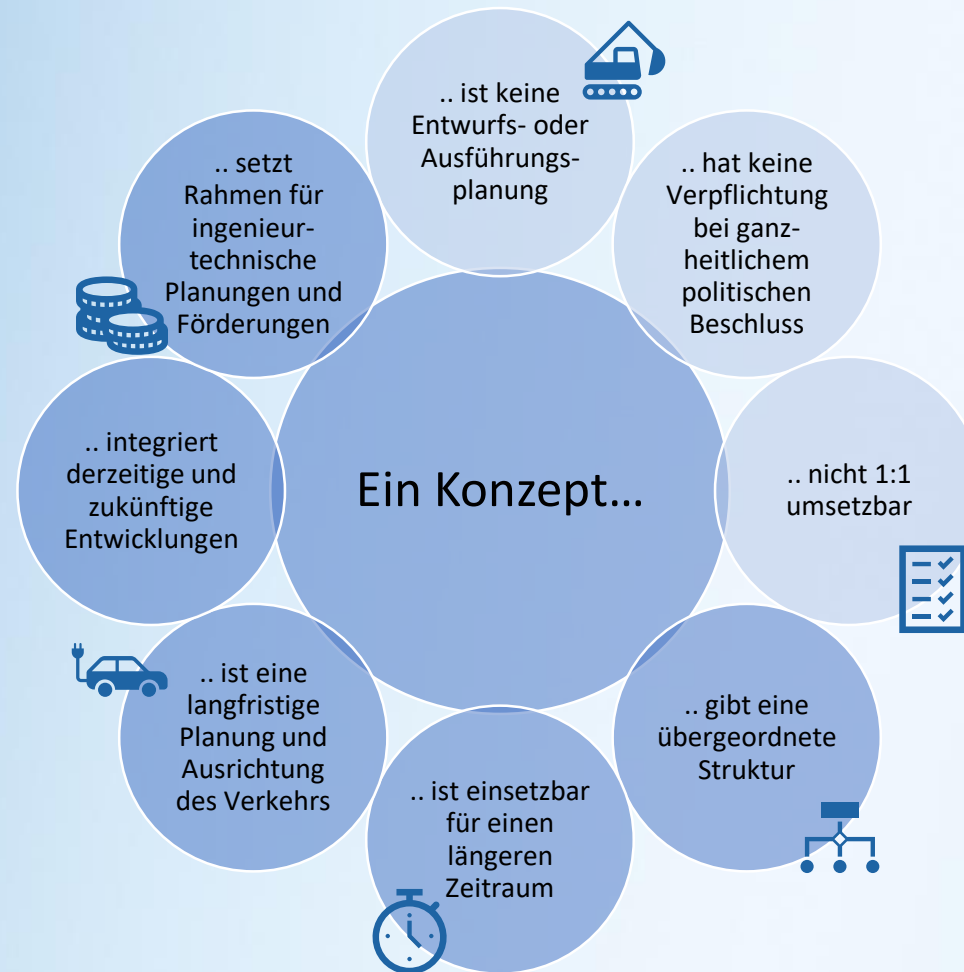 Ein Konzept…
.. ist keine
Entwurfs- oder
Ausführungs-
planung
.. hat keine
Verpflichtung
bei ganz-
heitlichem
politischen
Beschluss
.. nicht 1:1
umsetzbar
.. gibt eine
übergeordnete
Struktur
.. ist einsetzbar
für einen
längeren
Zeitraum
.. ist eine
langfristige
Planung und
Ausrichtung
des Verkehrs
.. integriert
derzeitige und
zukünftige
Entwicklungen
.. setzt
Rahmen für
ingenieur-
technische
Planungen und
Förderungen